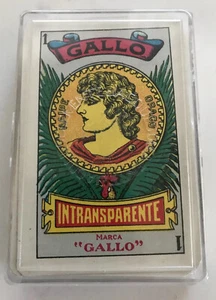 1
GALLO
INTRANSPARENTE
MARCA
"GALLO"
1